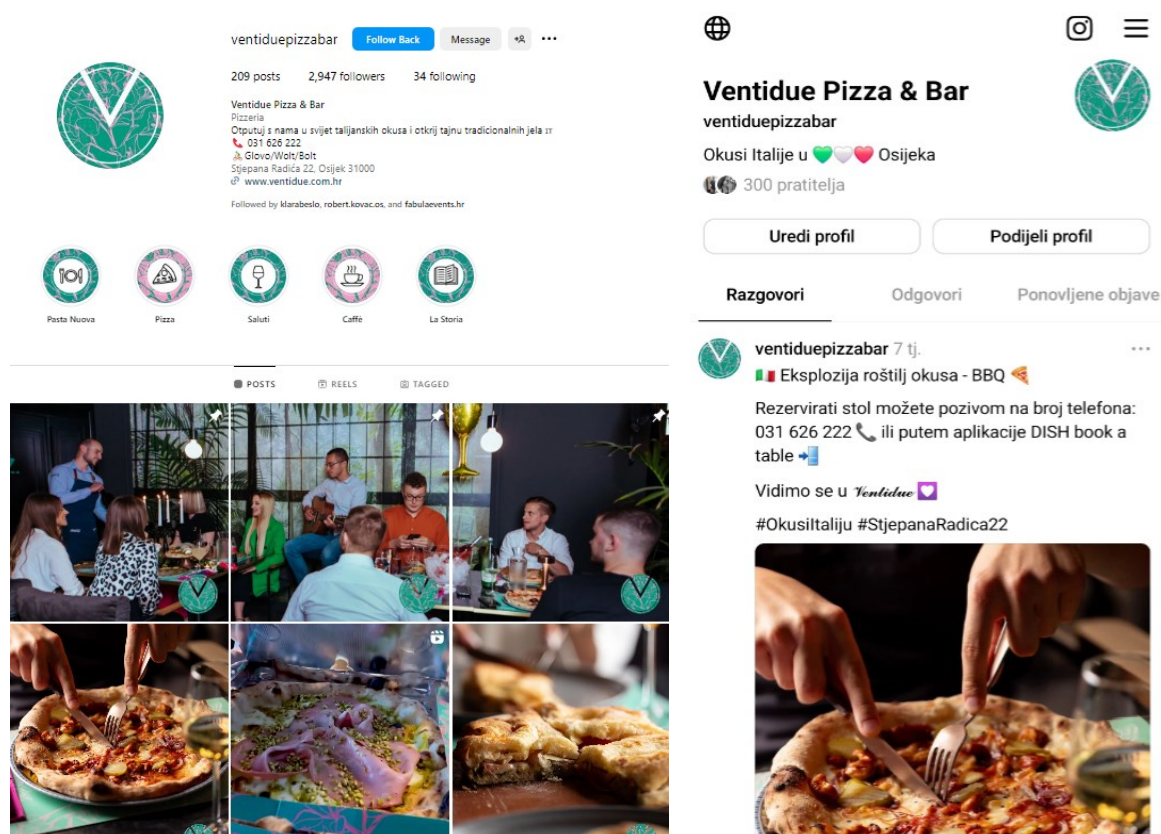 ventiduepizzabar Follow Back Message
209 posts 2,947 followers 34 following
Ventidue Pizza & Bar
Pizzeria
Otputuj s nama u svijet talijanskih okusa i otkrij tajnu tradicionalnih jela IT
📞 031 626 222
🚴 Glovo/Wolt/Bolt
Stjepana Radića 22, Osijek 31000
www.ventidue.com.hr
Followed by klarabeslo, robert.kovac.os, and fabulaevents.hr
Pasta Nuova Pizza Saluti Caffè La Storia
POSTS REELS TAGGED
Ventidue Pizza & Bar
ventiduepizzabar
Okusi Italije u 💚🤍❤️ Osijeka
300 pratitelja
Uredi profil Podijeli profil
Razgovori Odgovori Ponovljene objave
ventiduepizzabar 7 tj.
🇮🇹 Eksplozija roštilj okusa - BBQ 🍕
Rezervirati stol možete pozivom na broj telefona:
031 626 222 📞 ili putem aplikacije DISH book a
table 📲
Vidimo se u 𝓥𝓮𝓷𝓽𝓲𝓭𝓾𝓮 💟
#OkusiItaliju #StjepanaRadica22